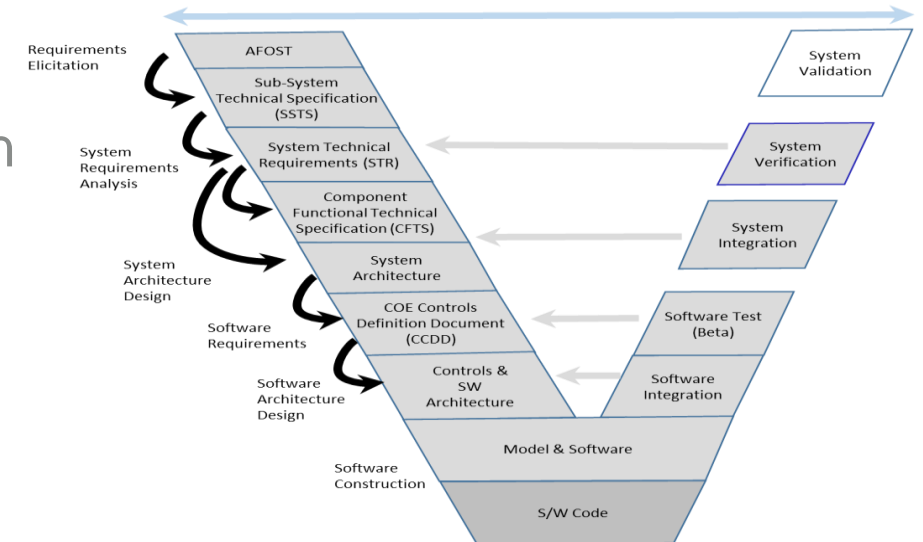 Requirements
Elicitation
AFOST
System
Validation
Sub-System
Technical Specification
(SSTS)
n
System
Requirements
Analysis
System Technical
Requirements (STR)
System
Verification
Component
Functional Technical
Specification (CFTS)
System
Integration
System
Architecture
Design
System
Architecture
Software
Requirements
COE Controls
Definition Document
(CCDD)
Software Test
(Beta)
Software
Architecture
Design
Controls &
SW
Architecture
Software
Integration
Model & Software
Software
Construction
S/W Code